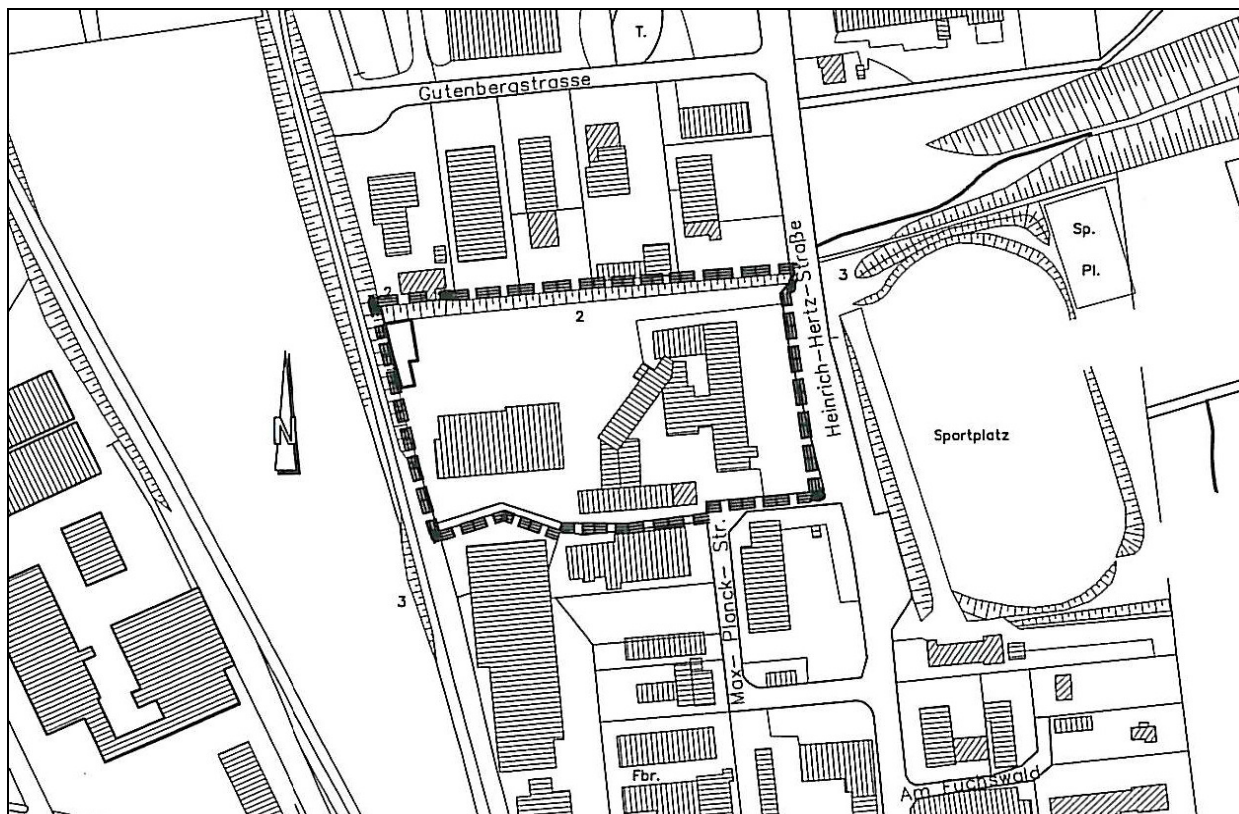 T.
Gutenbergstrasse
Sp.
Pl.
3
2
2
Heinrich-Hertz-Straße
Sportplatz
N
3
Max-Planck-Str.
Fbr.
Am Fuchswald